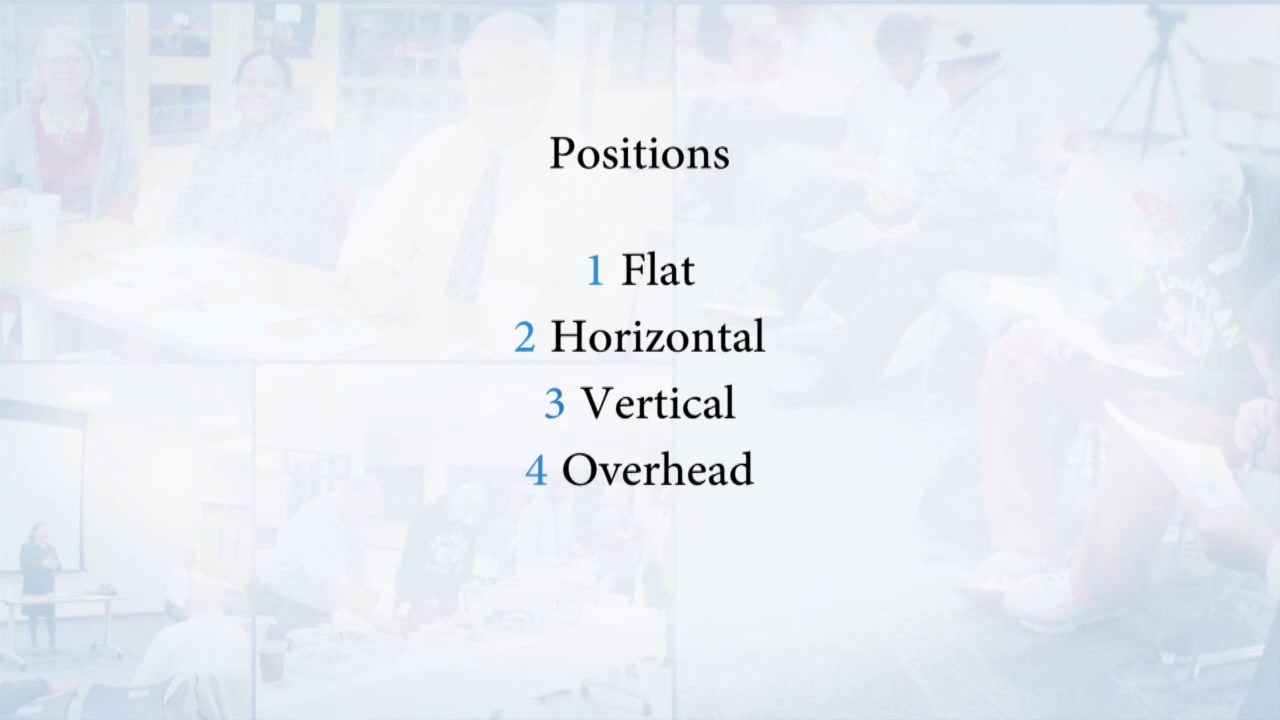 Positions
1 Flat
2 Horizontal
3 Vertical
4 Overhead